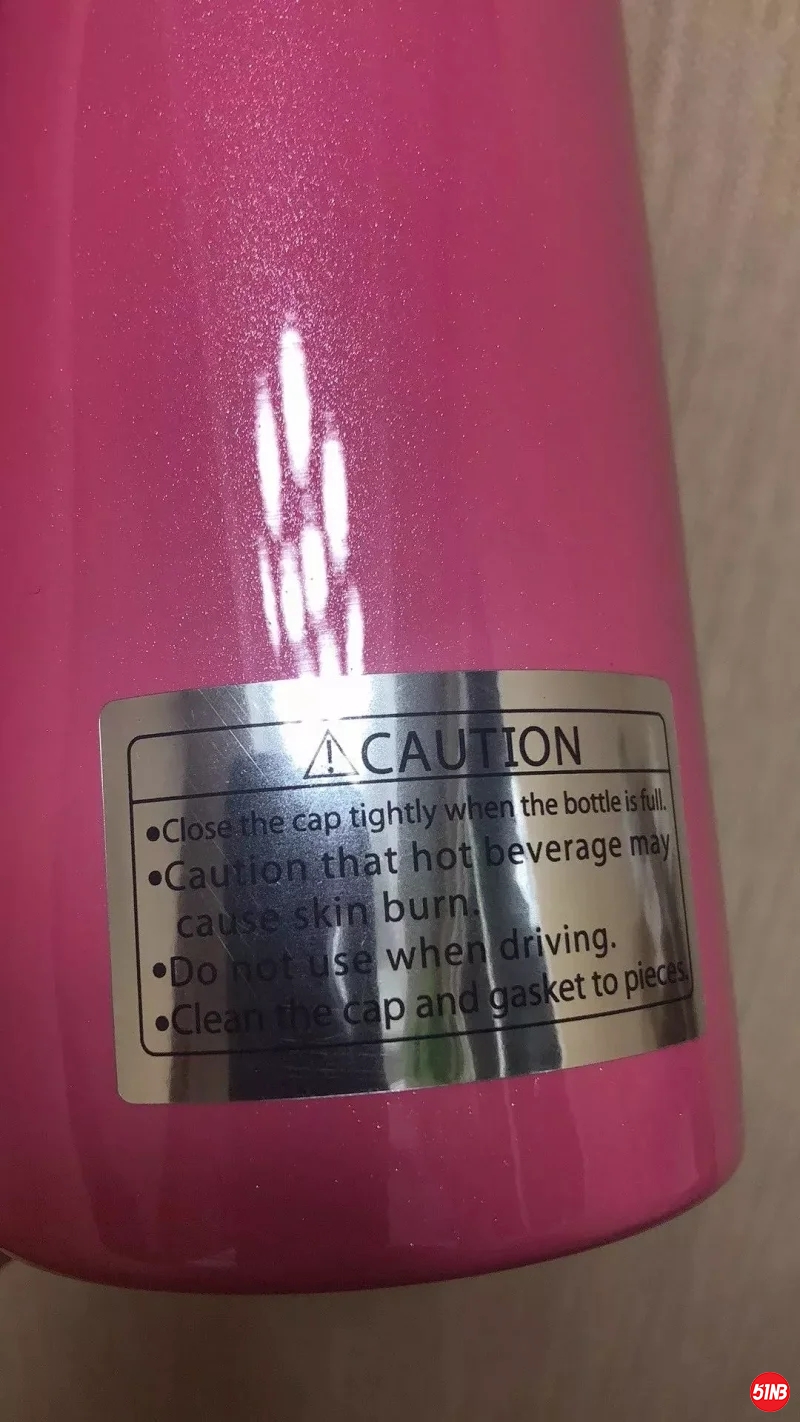 ⚠CAUTION
•Close the cap tightly when the bottle is full.
•Caution that hot beverage may
cause skin burn.
•Do not use when driving.
•Clean the cap and gasket to pieces.
51NB